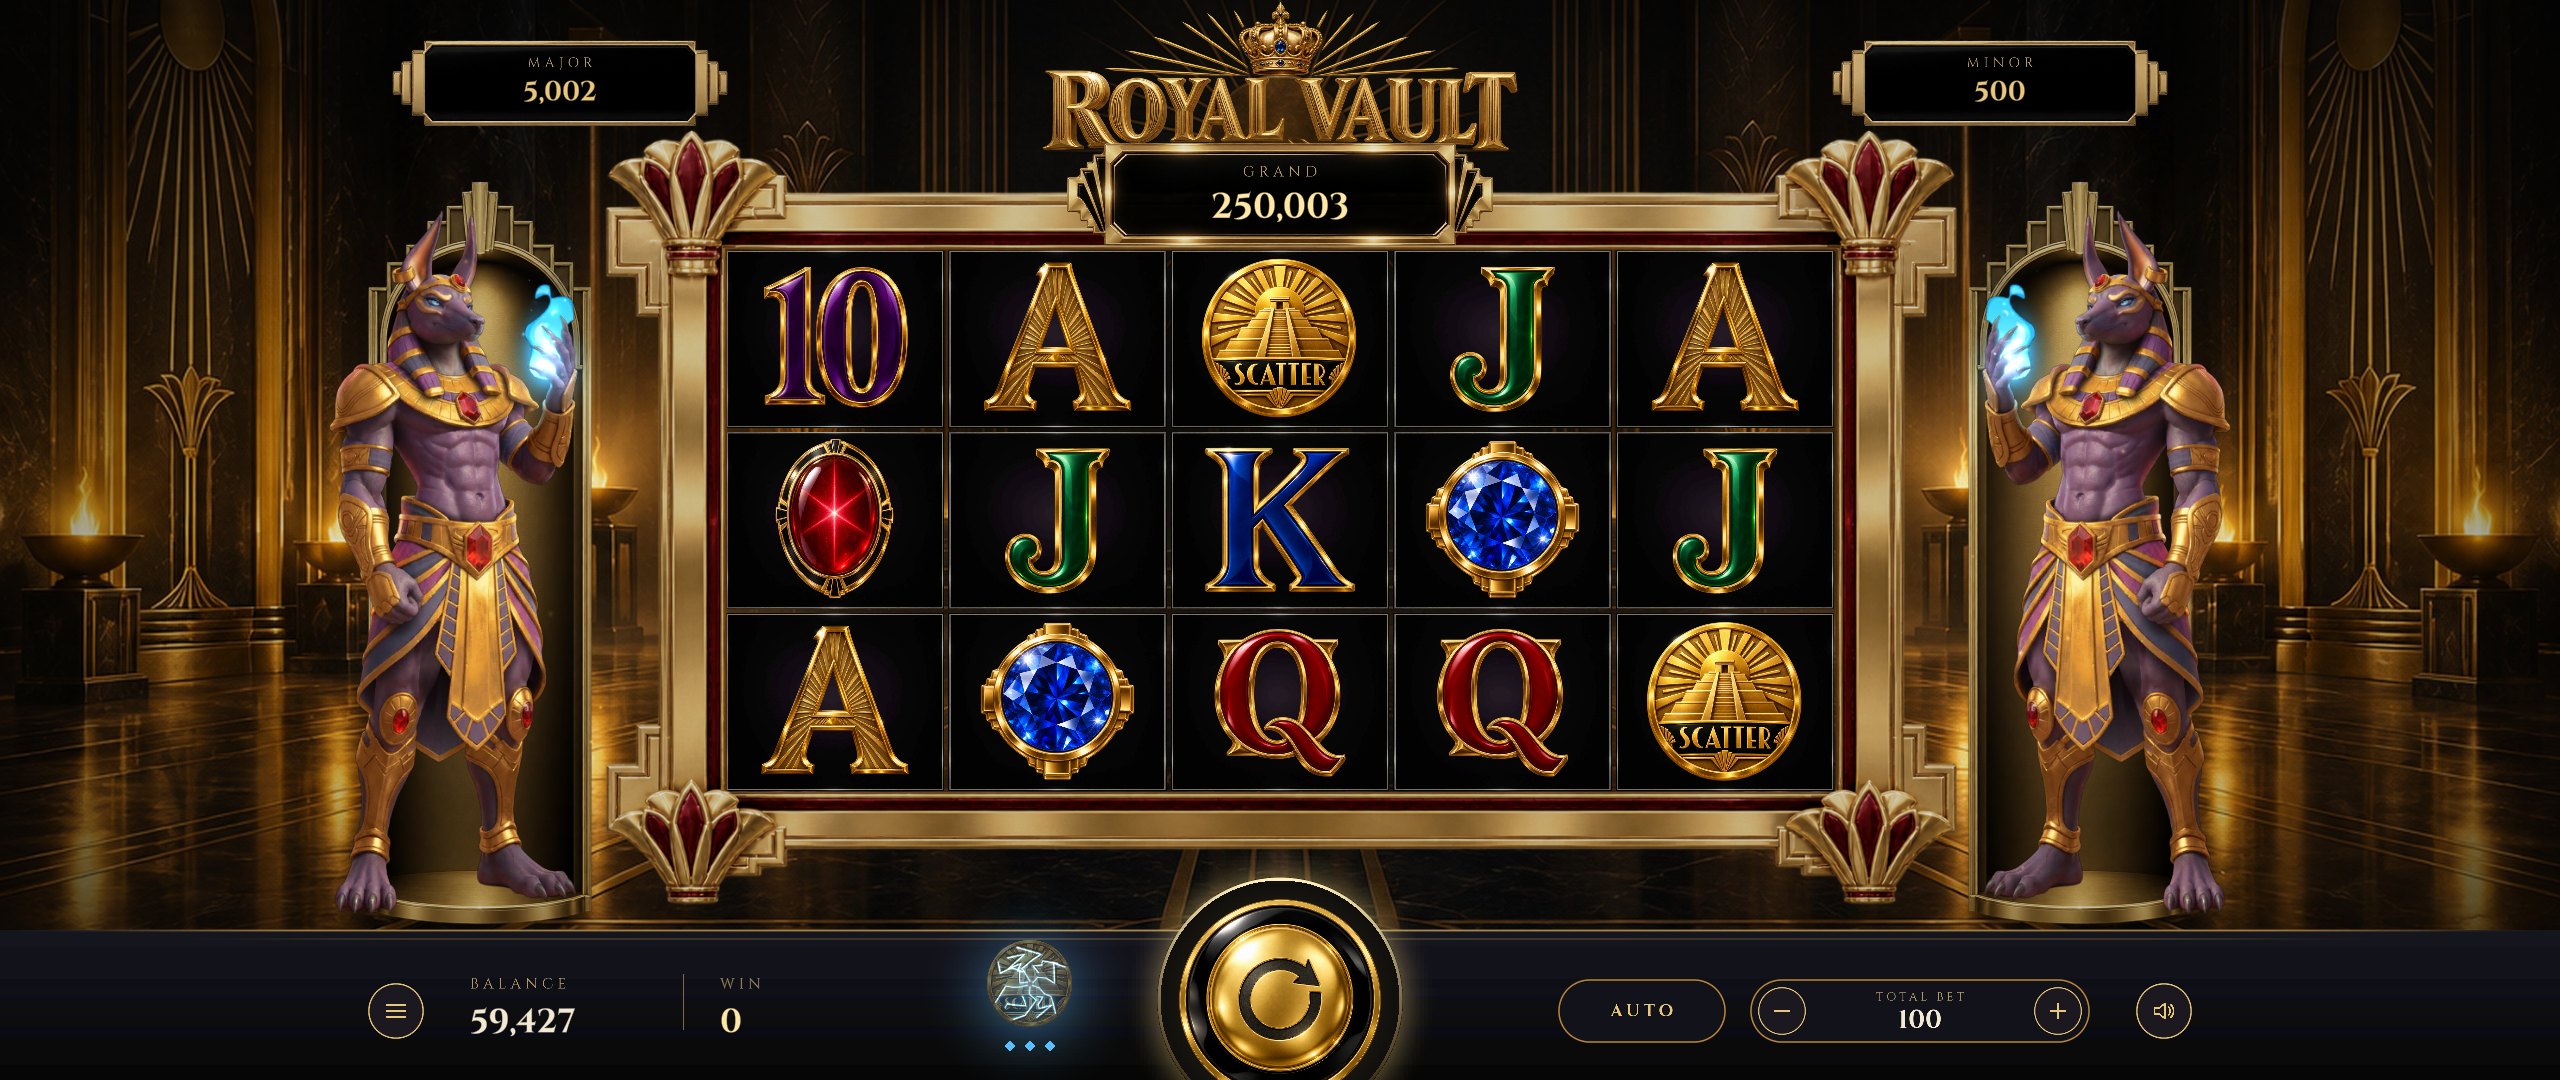 MAJOR
5,002
ROYAL VAULT
MINOR
500
GRAND
250,003
10 A SCATTER J A
J K J
A Q Q SCATTER
BALANCE
59,427
WIN
0
AUTO
TOTAL BET
100